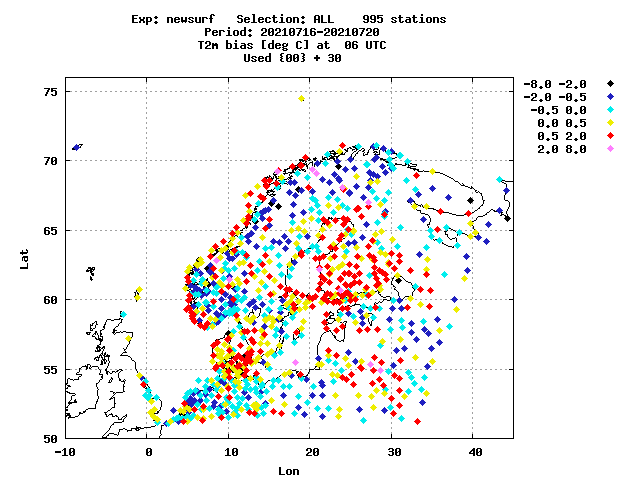 Exp: newsurf Selection: ALL 995 stations
Period: 20210716-20210720
T2m bias [deg C] at 06 UTC
Used {00} + 30
-8.0 -2.0
-2.0 -0.5
-0.5 0.0
0.0 0.5
0.5 2.0
2.0 8.0
75
70
65
60
55
50
Lat
-10 0 10 20 30 40
Lon